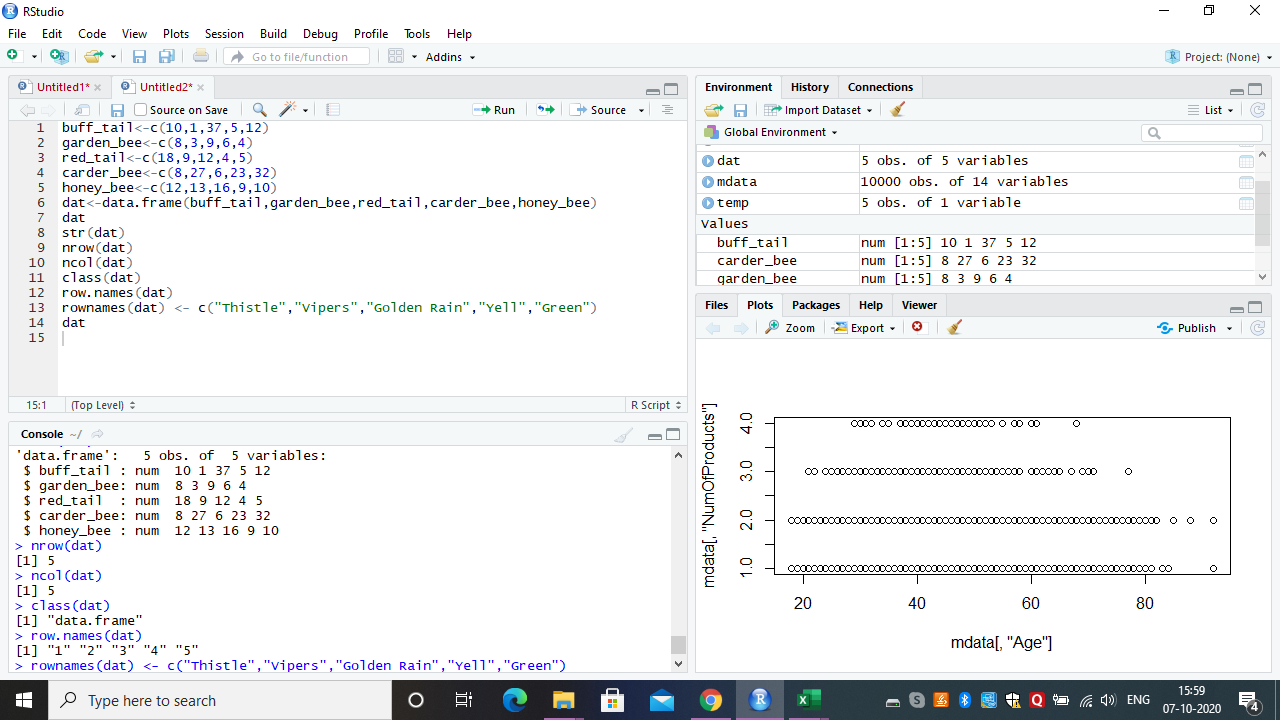 RStudio
File Edit Code View Plots Session Build Debug Profile Tools Help
Go to file/function Addins Project: (None)
Untitled1* Untitled2*
Source on Save Run Source
1 buff_tail<-c(10,1,37,5,12)
2 garden_bee<-c(8,3,9,6,4)
3 red_tail<-c(18,9,12,4,5)
4 carder_bee<-c(8,27,6,23,32)
5 honey_bee<-c(12,13,16,9,10)
6 dat<-data.frame(buff_tail,garden_bee,red_tail,carder_bee,honey_bee)
7 dat
8 str(dat)
9 nrow(dat)
10 ncol(dat)
11 class(dat)
12 row.names(dat)
13 rownames(dat) <- c("Thistle","Vipers","Golden Rain","Yell","Green")
14 dat
15
15:1 (Top Level) R Script
Console ~/
'data.frame':   5 obs. of  5 variables:
$ buff_tail : num  10 1 37 5 12
$ garden_bee: num  8 3 9 6 4
$ red_tail  : num  18 9 12 4 5
$ carder_bee: num  8 27 6 23 32
$ honey_bee : num  12 13 16 9 10
> nrow(dat)
[1] 5
> ncol(dat)
[1] 5
> class(dat)
[1] "data.frame"
> row.names(dat)
[1] "1" "2" "3" "4" "5"
> rownames(dat) <- c("Thistle","Vipers","Golden Rain","Yell","Green")
Environment History Connections
Import Dataset List
Global Environment
dat 5 obs. of 5 variables
mdata 10000 obs. of 14 variables
temp 5 obs. of 1 variable
Values
buff_tail num [1:5] 10 1 37 5 12
carder_bee num [1:5] 8 27 6 23 32
garden_bee num [1:5] 8 3 9 6 4
Files Plots Packages Help Viewer
Zoom Export Publish
mdata[, "NumOfProducts"]
4.0
3.0
2.0
1.0
20 40 60 80
mdata[, "Age"]
Type here to search
ENG
15:59
07-10-2020
4